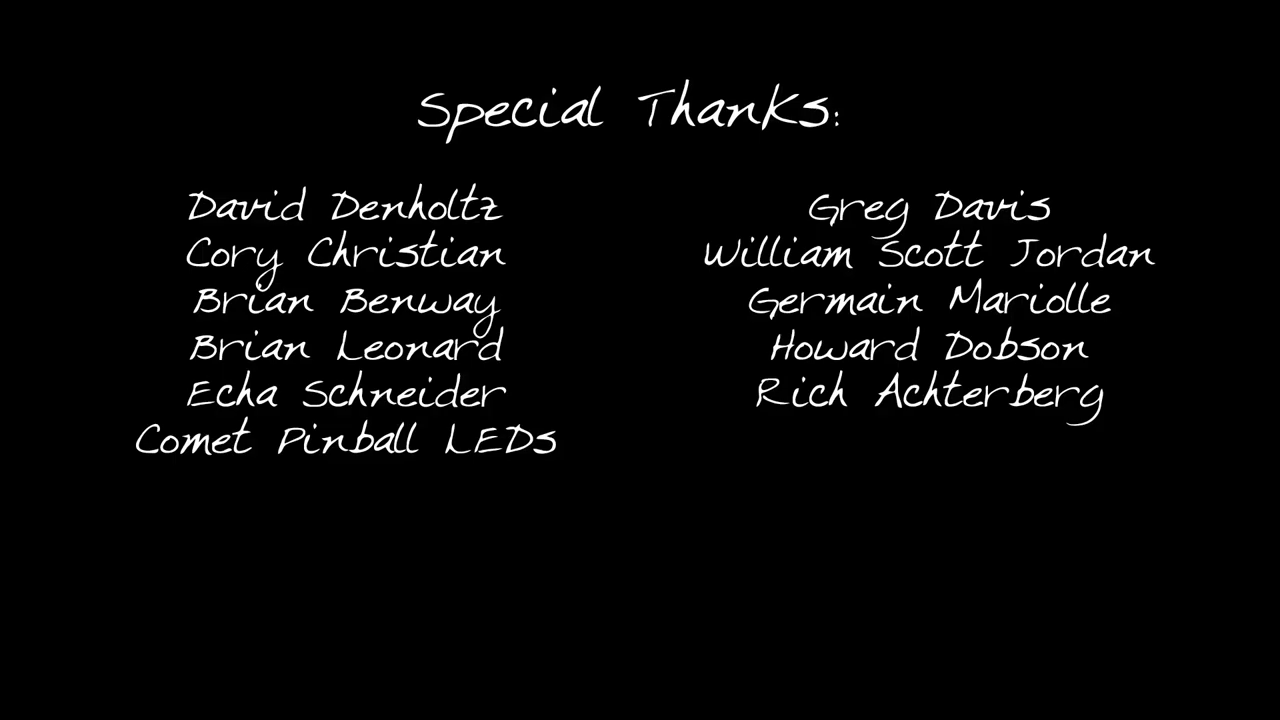 Special Thanks:
David Denholtz
Cory Christian
Brian Benway
Brian Leonard
Echa Schneider
Comet Pinball LEDs
Greg Davis
William Scott Jordan
Germain Mariolle
Howard Dobson
Rich Achterberg